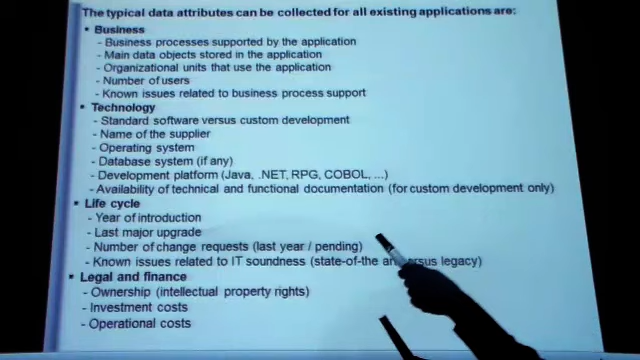 The typical data attributes can be collected for all existing applications are:
• Business
- Business processes supported by the application
- Main data objects stored in the application
- Organizational units that use the application
- Number of users
- Known issues related to business process support
• Technology
- Standard software versus custom development
- Name of the supplier
- Operating system
- Database system (if any)
- Development platform (Java, .NET, RPG, COBOL, ...)
- Availability of technical and functional documentation (for custom development only)
• Life cycle
- Year of introduction
- Last major upgrade
- Number of change requests (last year / pending)
- Known issues related to IT soundness (state-of-the legacy)
• Legal and finance
- Ownership (intellectual property rights)
- Investment costs
- Operational costs